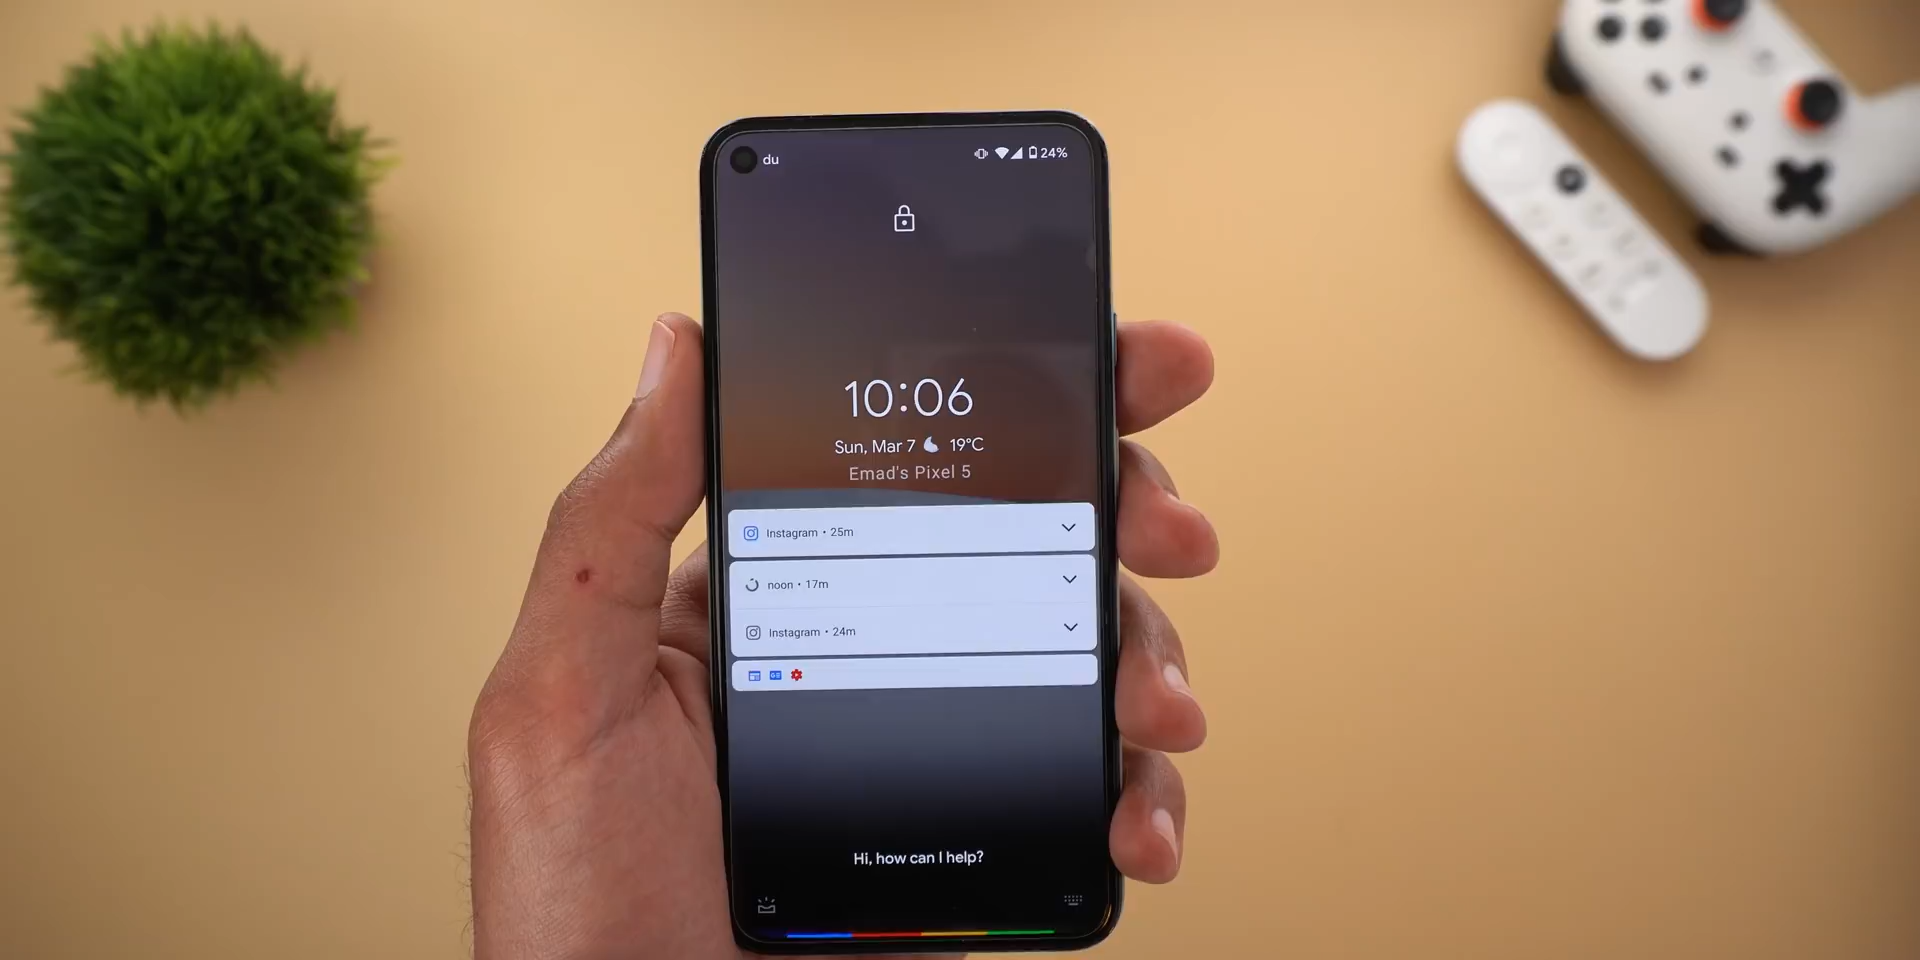 du
24%
10:06
Sun, Mar 7 19°C
Emad's Pixel 5
Instagram • 25m
noon • 17m
Instagram • 24m
GE
Hi, how can I help?